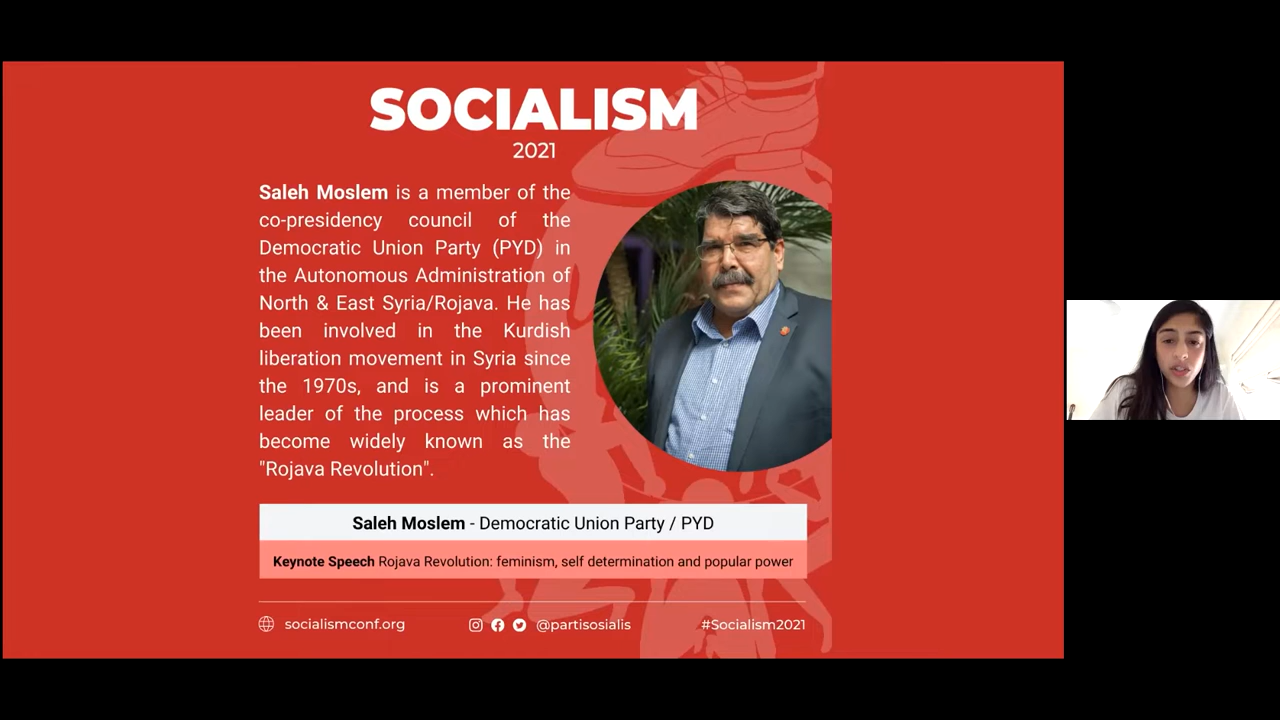 SOCIALISM
2021
Saleh Moslem is a member of the
co-presidency council of the
Democratic Union Party (PYD) in
the Autonomous Administration of
North & East Syria/Rojava. He has
been involved in the Kurdish
liberation movement in Syria since
the 1970s, and is a prominent
leader of the process which has
become widely known as the
"Rojava Revolution".
Saleh Moslem - Democratic Union Party / PYD
Keynote Speech Rojava Revolution: feminism, self determination and popular power
socialismconf.org
@partisosialis
#Socialism2021